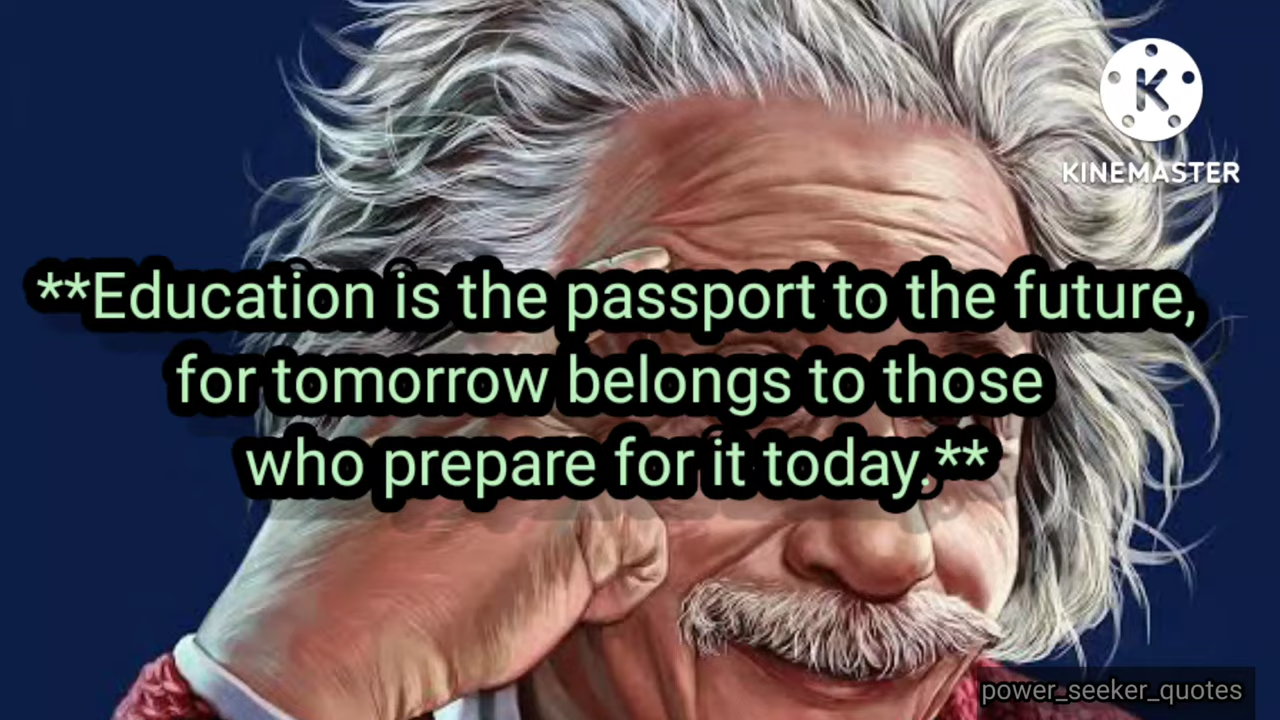 K
KINEMASTER
**Education is the passport to the future,
for tomorrow belongs to those
who prepare for it today.**
power_seeker_quotes